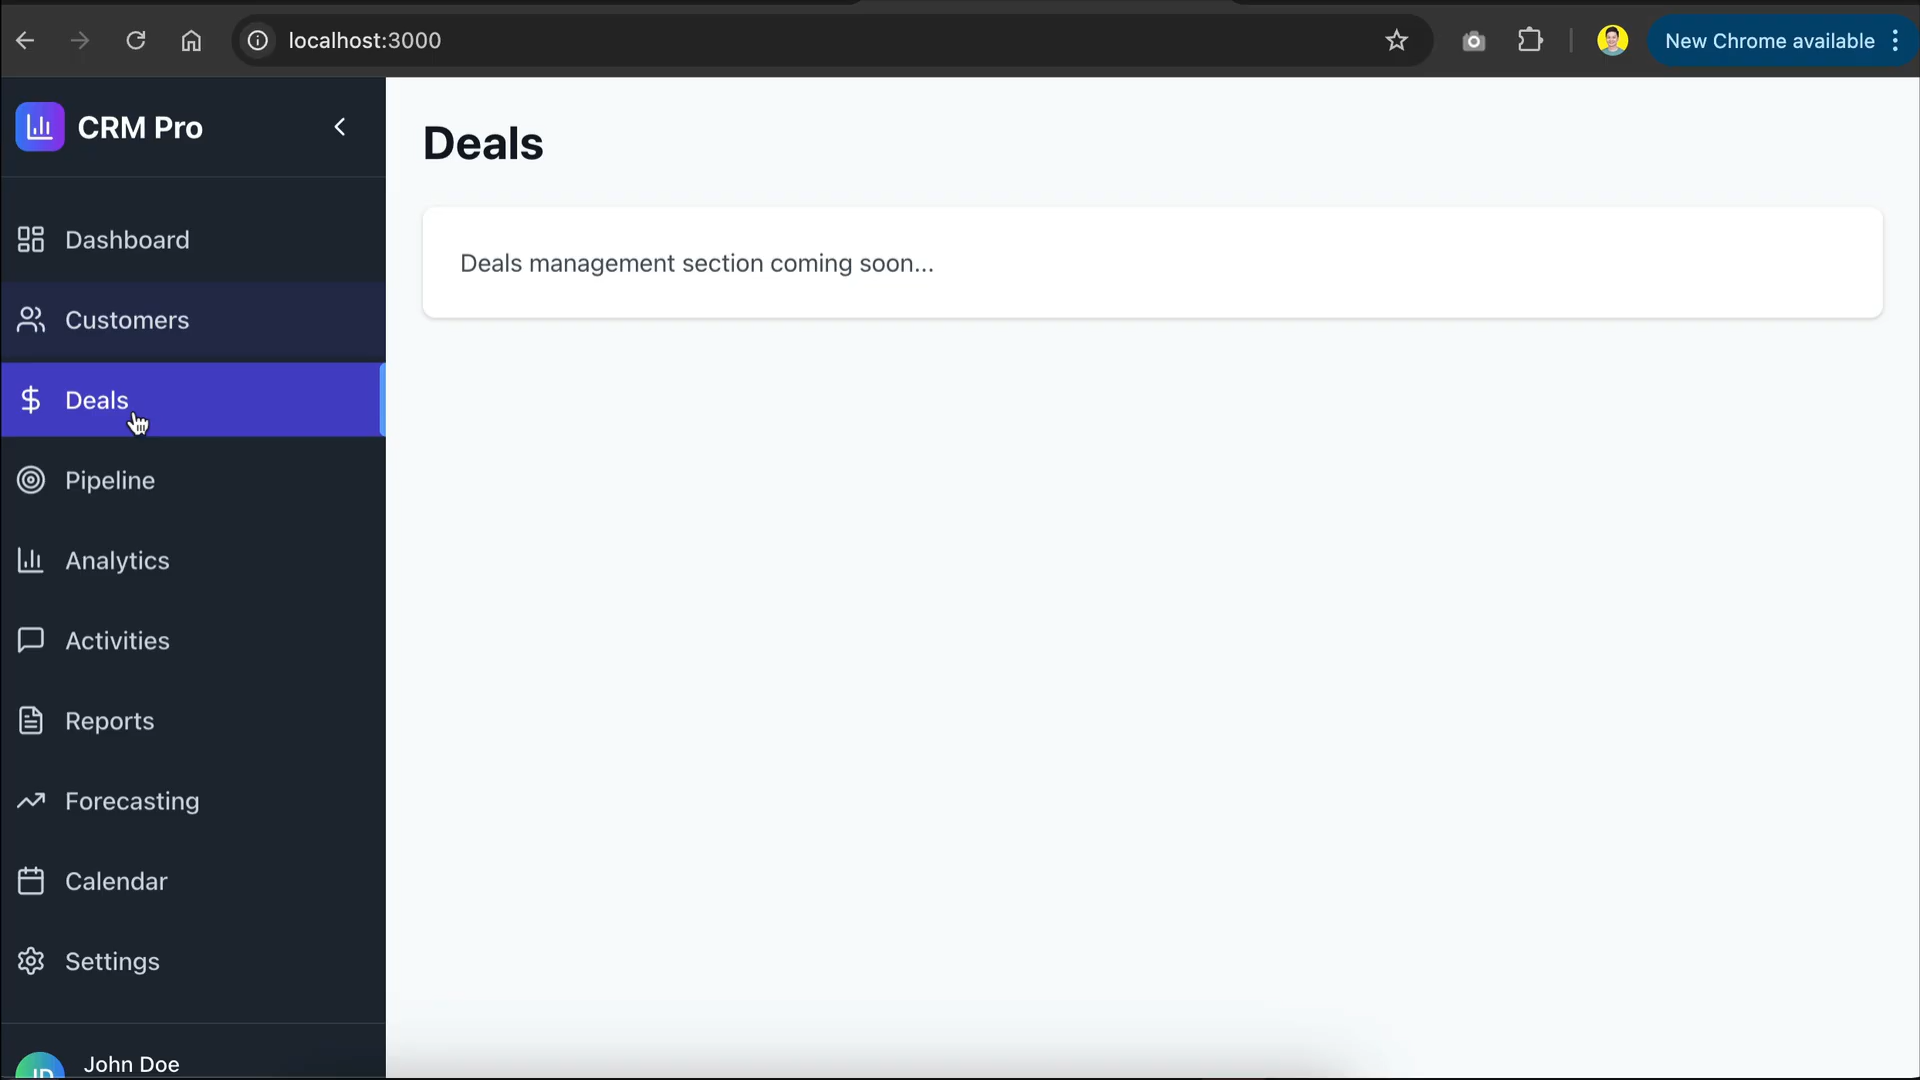 localhost:3000
New Chrome available
CRM Pro
Dashboard
Customers
Deals
Pipeline
Analytics
Activities
Reports
Forecasting
Calendar
Settings
JD
John Doe
Deals
Deals management section coming soon...